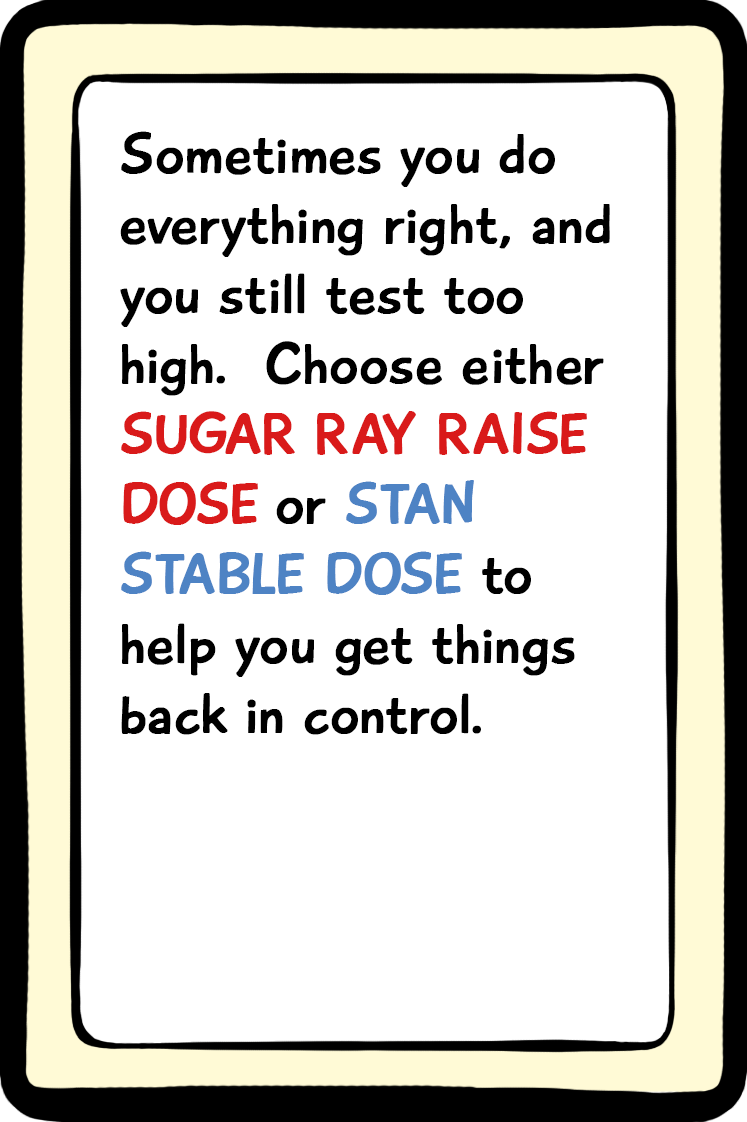 Sometimes you do
everything right, and
you still test too
high.  Choose either
SUGAR RAY RAISE
DOSE or STAN
STABLE DOSE to
help you get things
back in control.